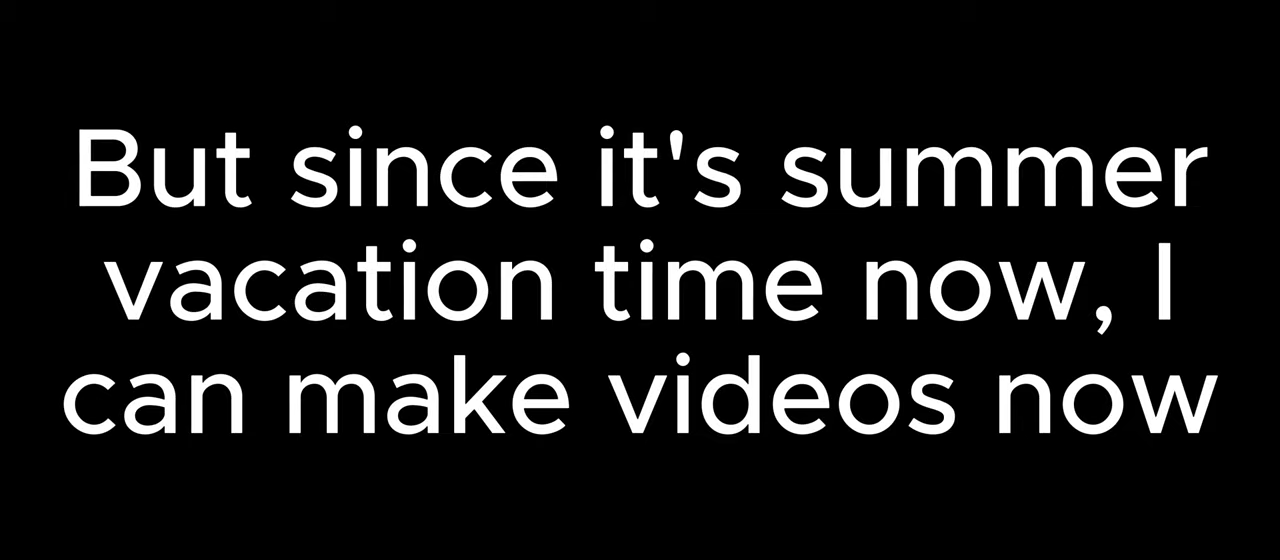 But since it's summer
vacation time now, I
can make videos now